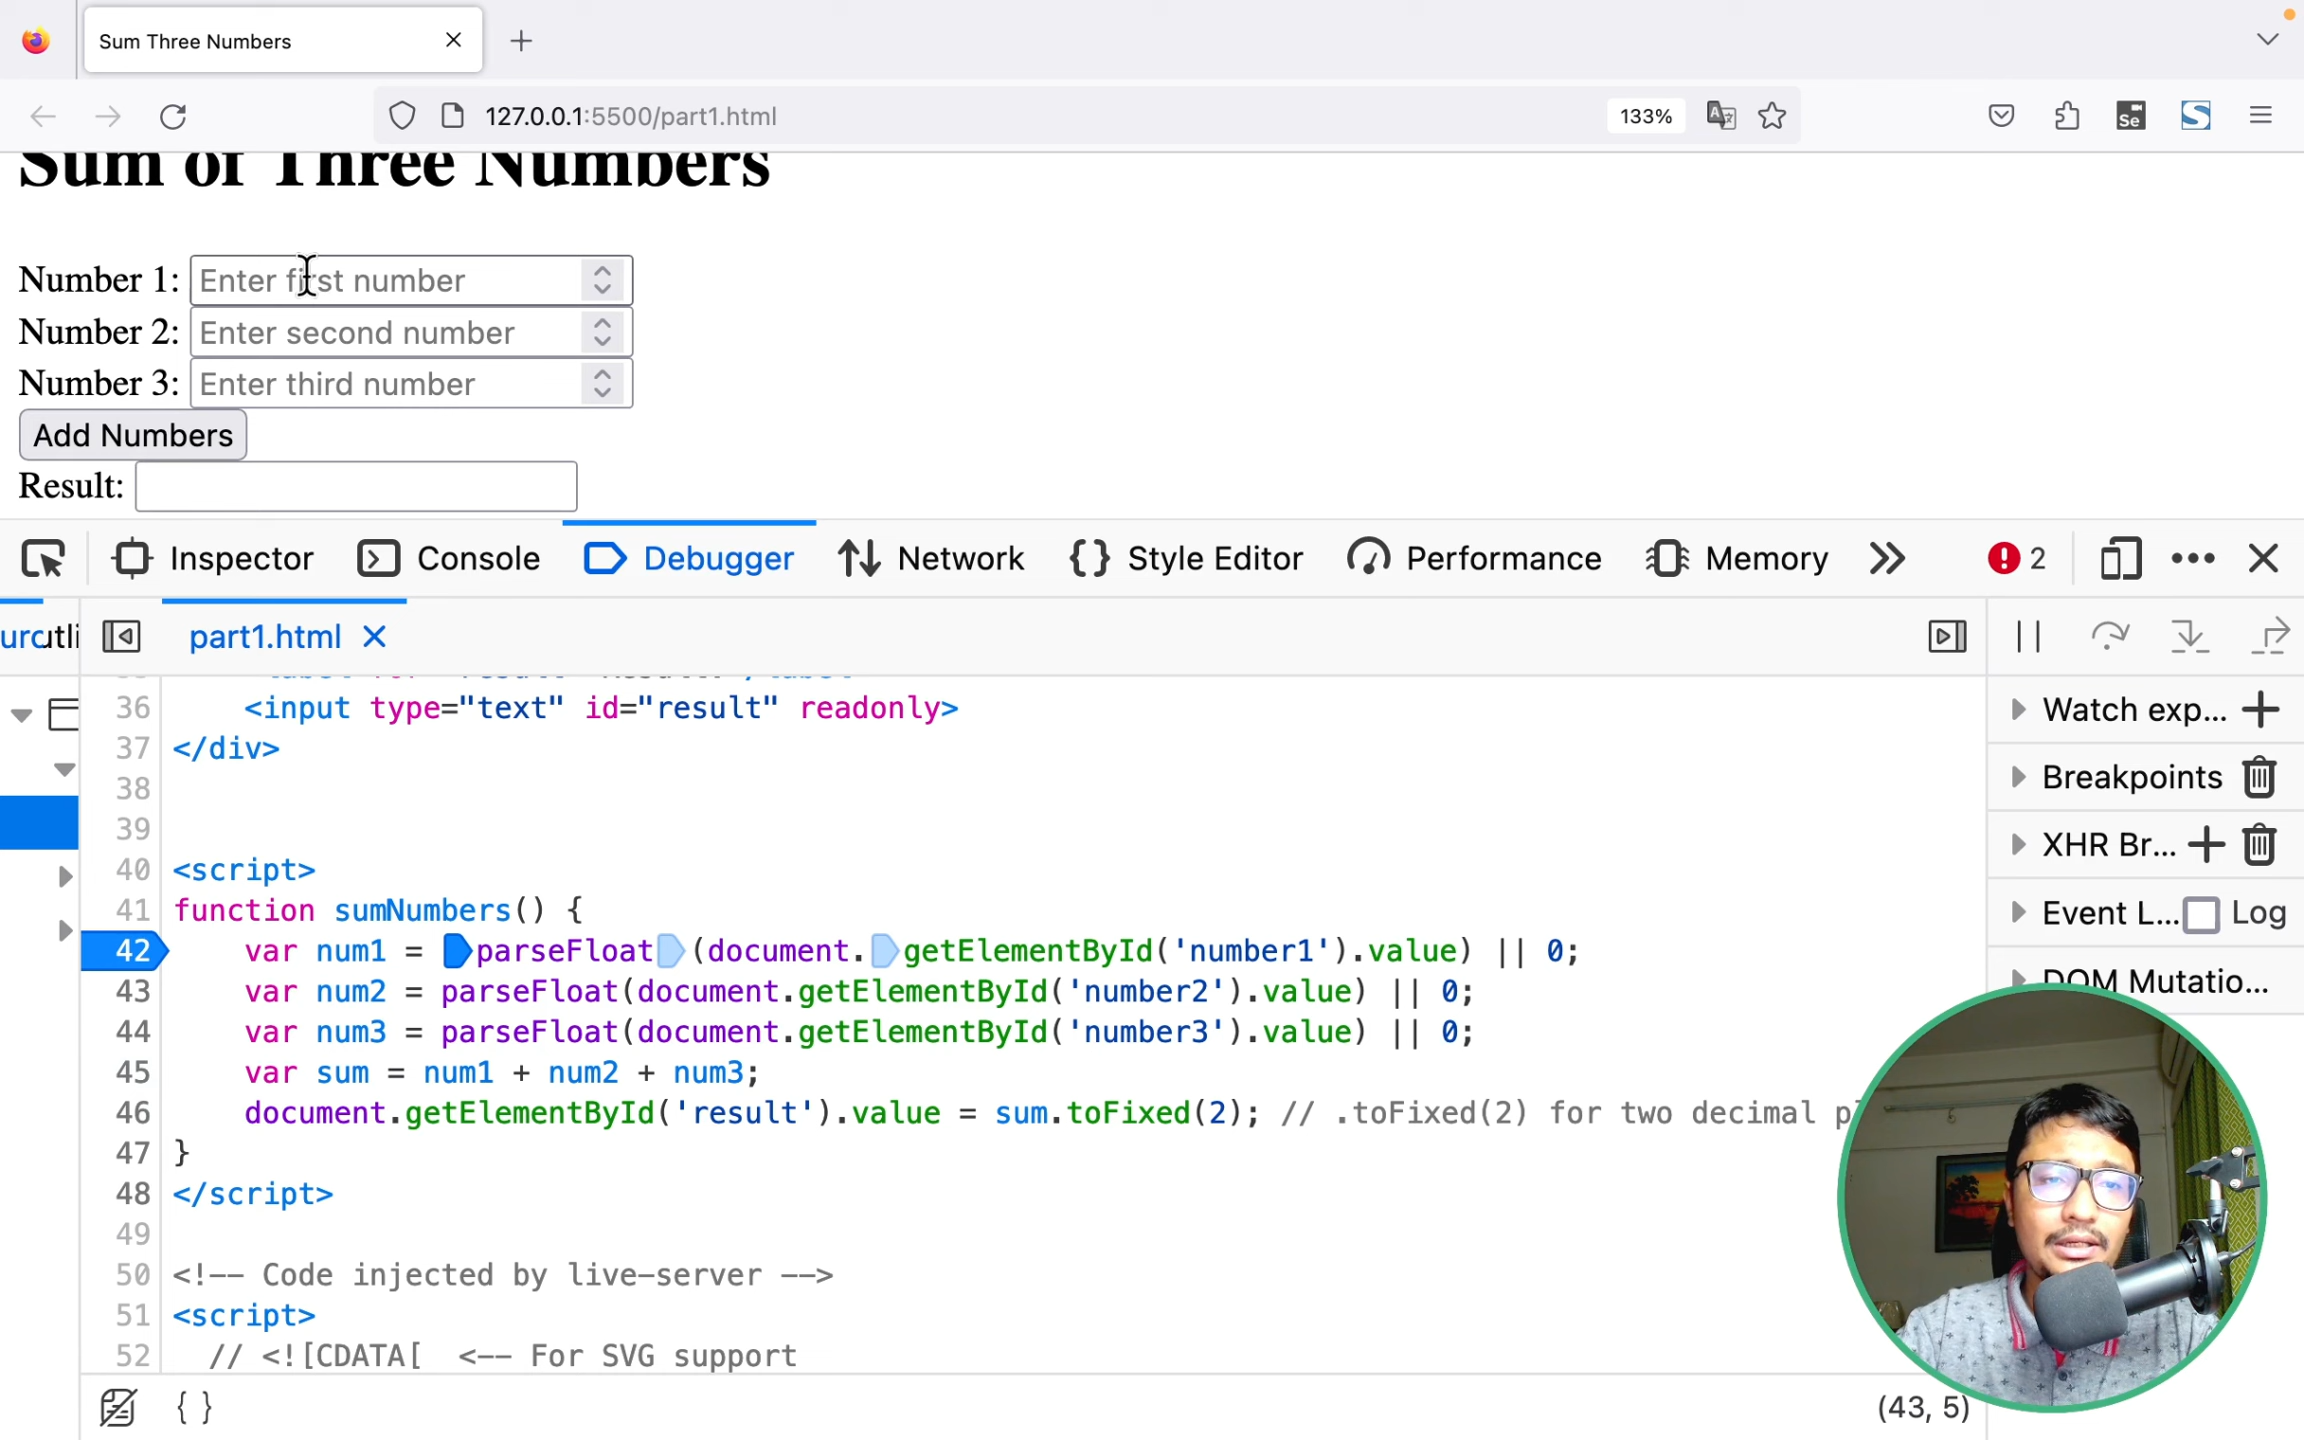 Sum Three Numbers
127.0.0.1:5500/part1.html
133%
Se
Sum of Three Numbers
Number 1: Enter first number
Number 2: Enter second number
Number 3: Enter third number
Add Numbers
Result:
Inspector
Console
Debugger
Network
Style Editor
Performance
Memory
2
part1.html
36 <input type="text" id="result" readonly>
37 </div>
38
39
40 <script>
41 function sumNumbers() {
42 var num1 = parseFloat(document.getElementById('number1').value) || 0;
43 var num2 = parseFloat(document.getElementById('number2').value) || 0;
44 var num3 = parseFloat(document.getElementById('number3').value) || 0;
45 var sum = num1 + num2 + num3;
46 document.getElementById('result').value = sum.toFixed(2); // .toFixed(2) for two decimal
47 }
48 </script>
49
50 <!-- Code injected by live-server -->
51 <script>
52 // <![CDATA[ <-- For SVG support
{ }
(43, 5)
Watch exp...
Breakpoints
XHR Br...
Event L... Log
DOM Mutatio...